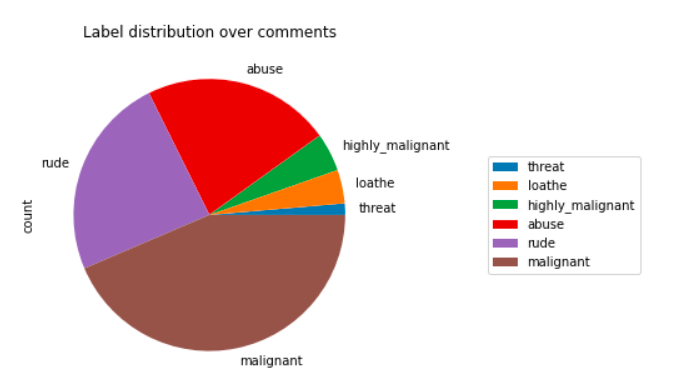 Label distribution over comments
abuse
rude
highly_malignant
loathe
threat
count
malignant
threat
loathe
highly_malignant
abuse
rude
malignant